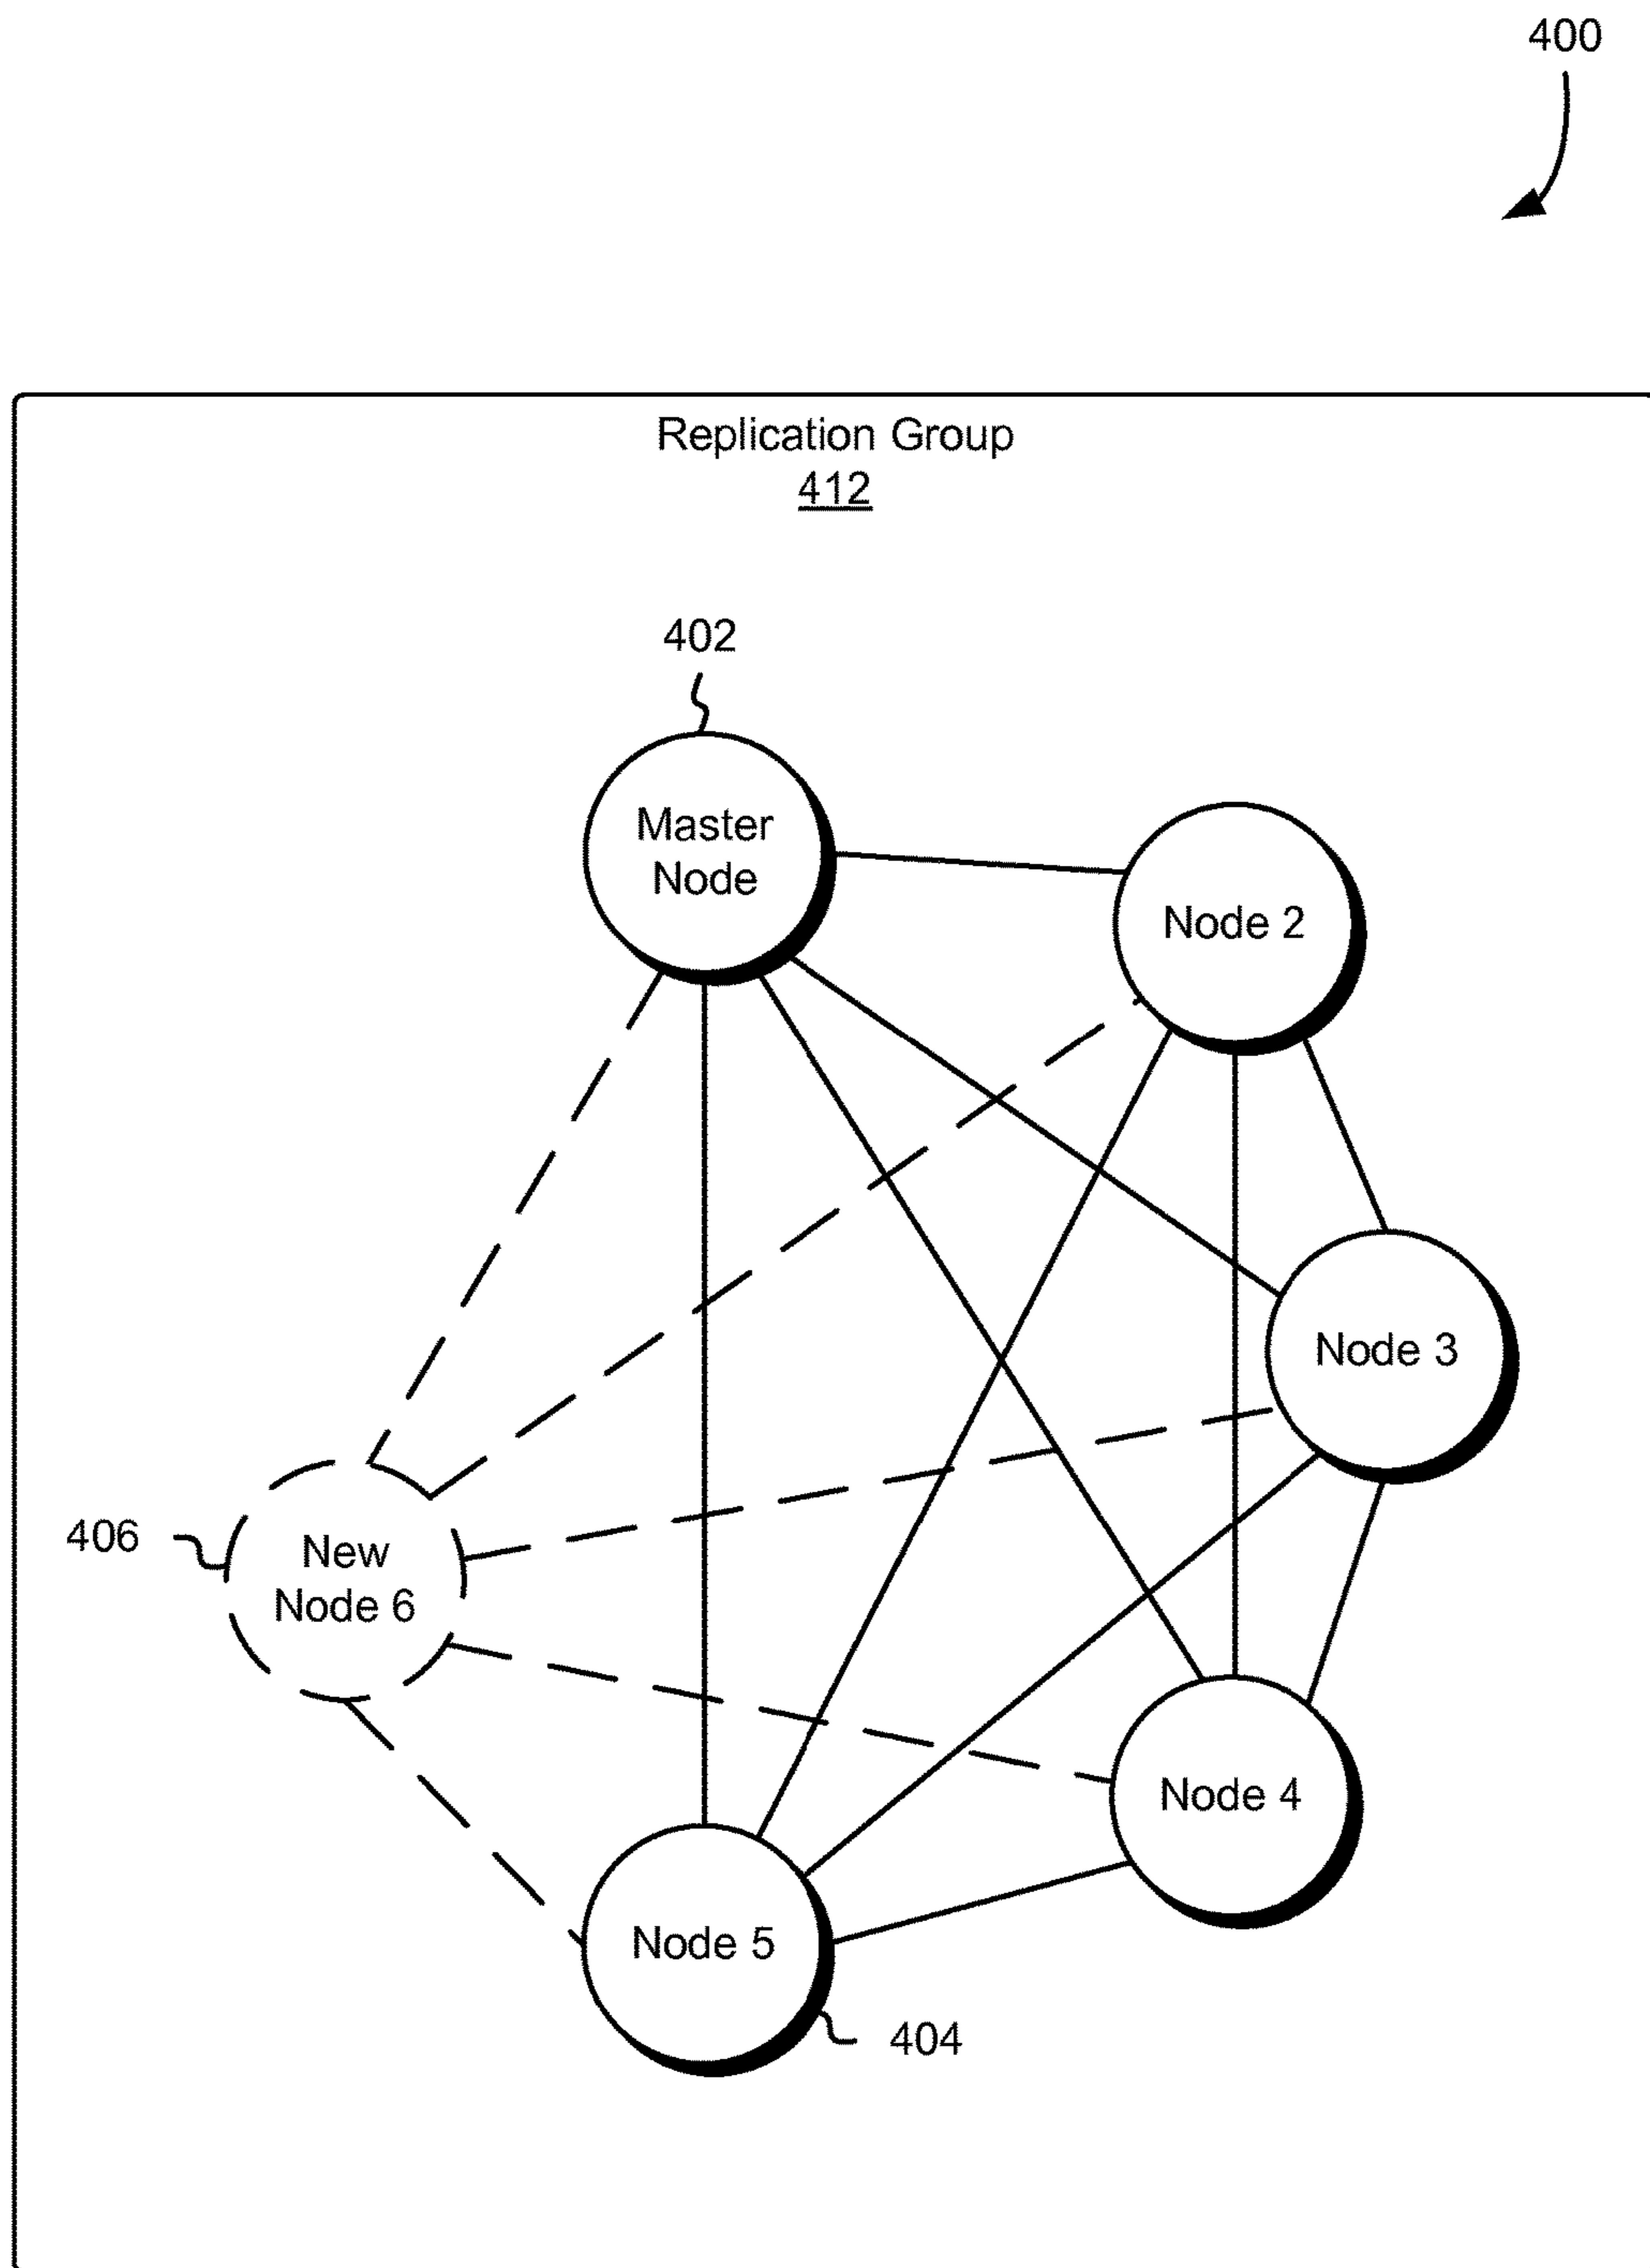 400
Replication Group
412
402
Master
Node
Node 2
Node 3
406
New
Node 6
Node 4
Node 5
404